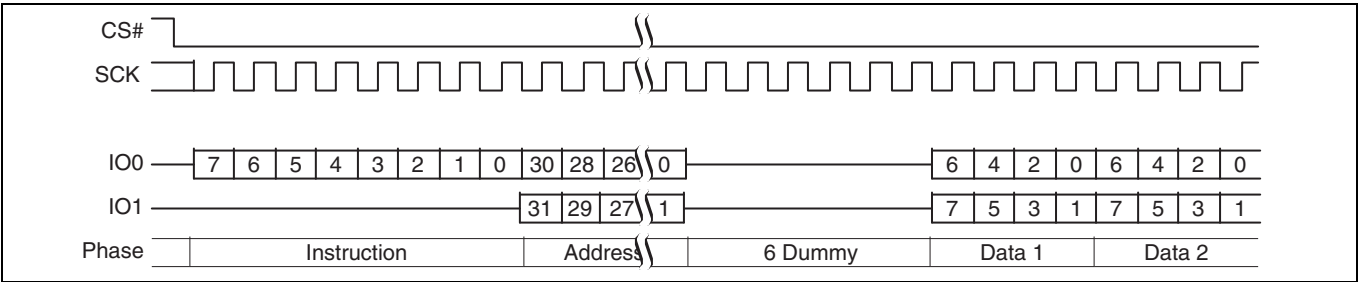 CS#
SCK
IO0 7 6 5 4 3 2 1 0 30 28 26 0 6 4 2 0 6 4 2 0
IO1 31 29 27 1 7 5 3 1 7 5 3 1
Phase Instruction Address 6 Dummy Data 1 Data 2